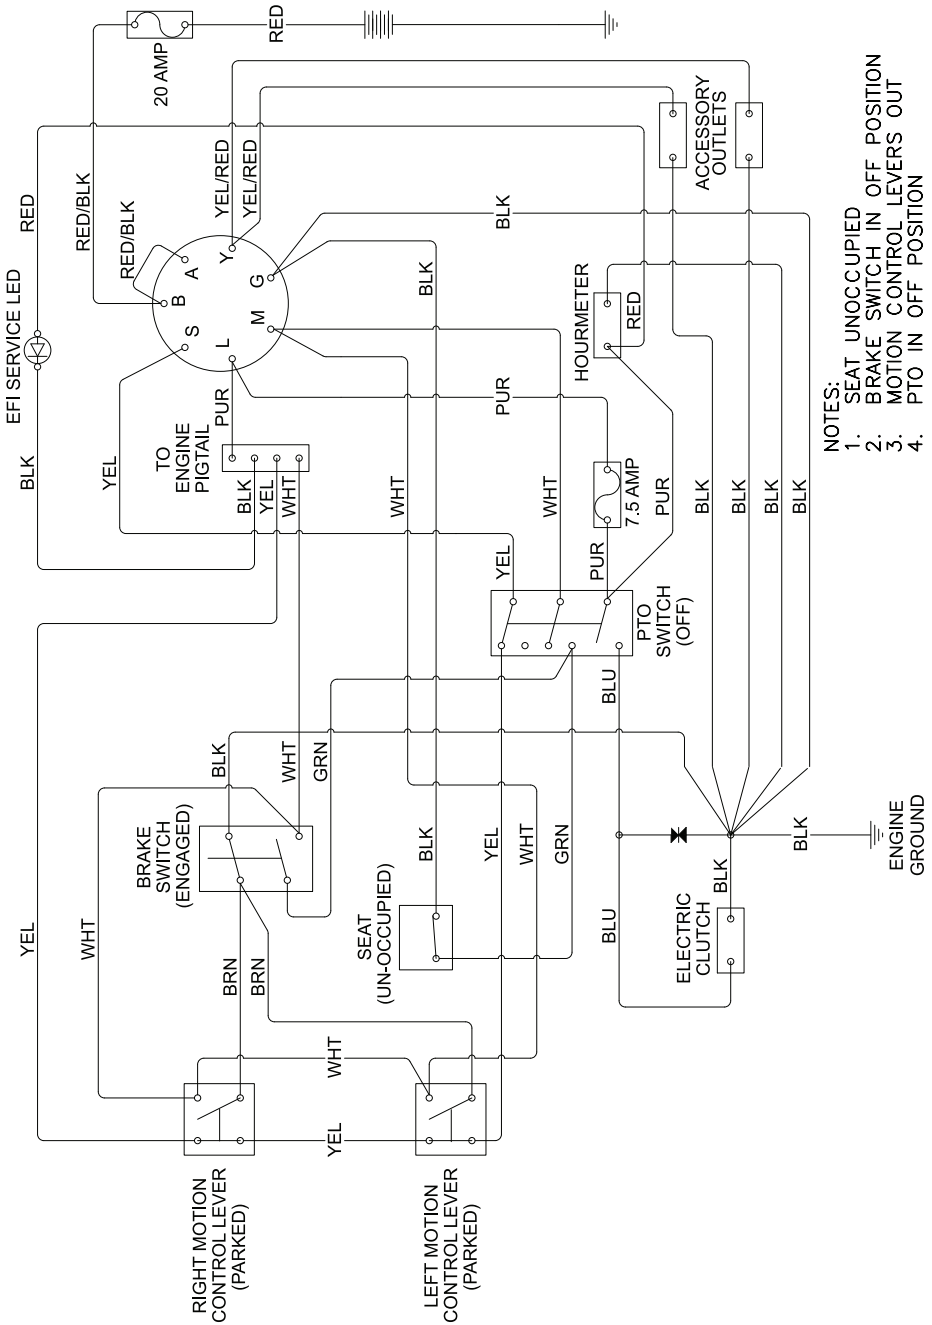 EFI SERVICE LED
YEL
BLK
RED
WHT
RED/BLK
YEL
RED/BLK
20 AMP
BRAKE
SWITCH
(ENGAGED)
TO
ENGINE
PIGTAIL
B
A
S
Y
L
G
M
RIGHT MOTION
CONTROL LEVER
(PARKED)
BLK
PUR
YEL/RED
YEL/RED
BRN
BRN
BLK
YEL
WHT
RED
WHT
GRN
YEL
WHT
SEAT
(UN-OCCUPIED)
WHT
BLK
BLK
LEFT MOTION
CONTROL LEVER
(PARKED)
YEL
YEL
PUR
BLK
WHT
WHT
GRN
HOURMETER
PUR
BLU
BLU
7.5 AMP
RED
PTO
SWITCH
(OFF)
PUR
ELECTRIC
CLUTCH
ACCESSORY
OUTLETS
BLK
BLK
BLK
BLK
BLK
BLK
ENGINE
GROUND
NOTES:
1. SEAT UNOCCUPIED
2. BRAKE SWITCH IN OFF POSITION
3. MOTION CONTROL LEVERS OUT
4. PTO IN OFF POSITION